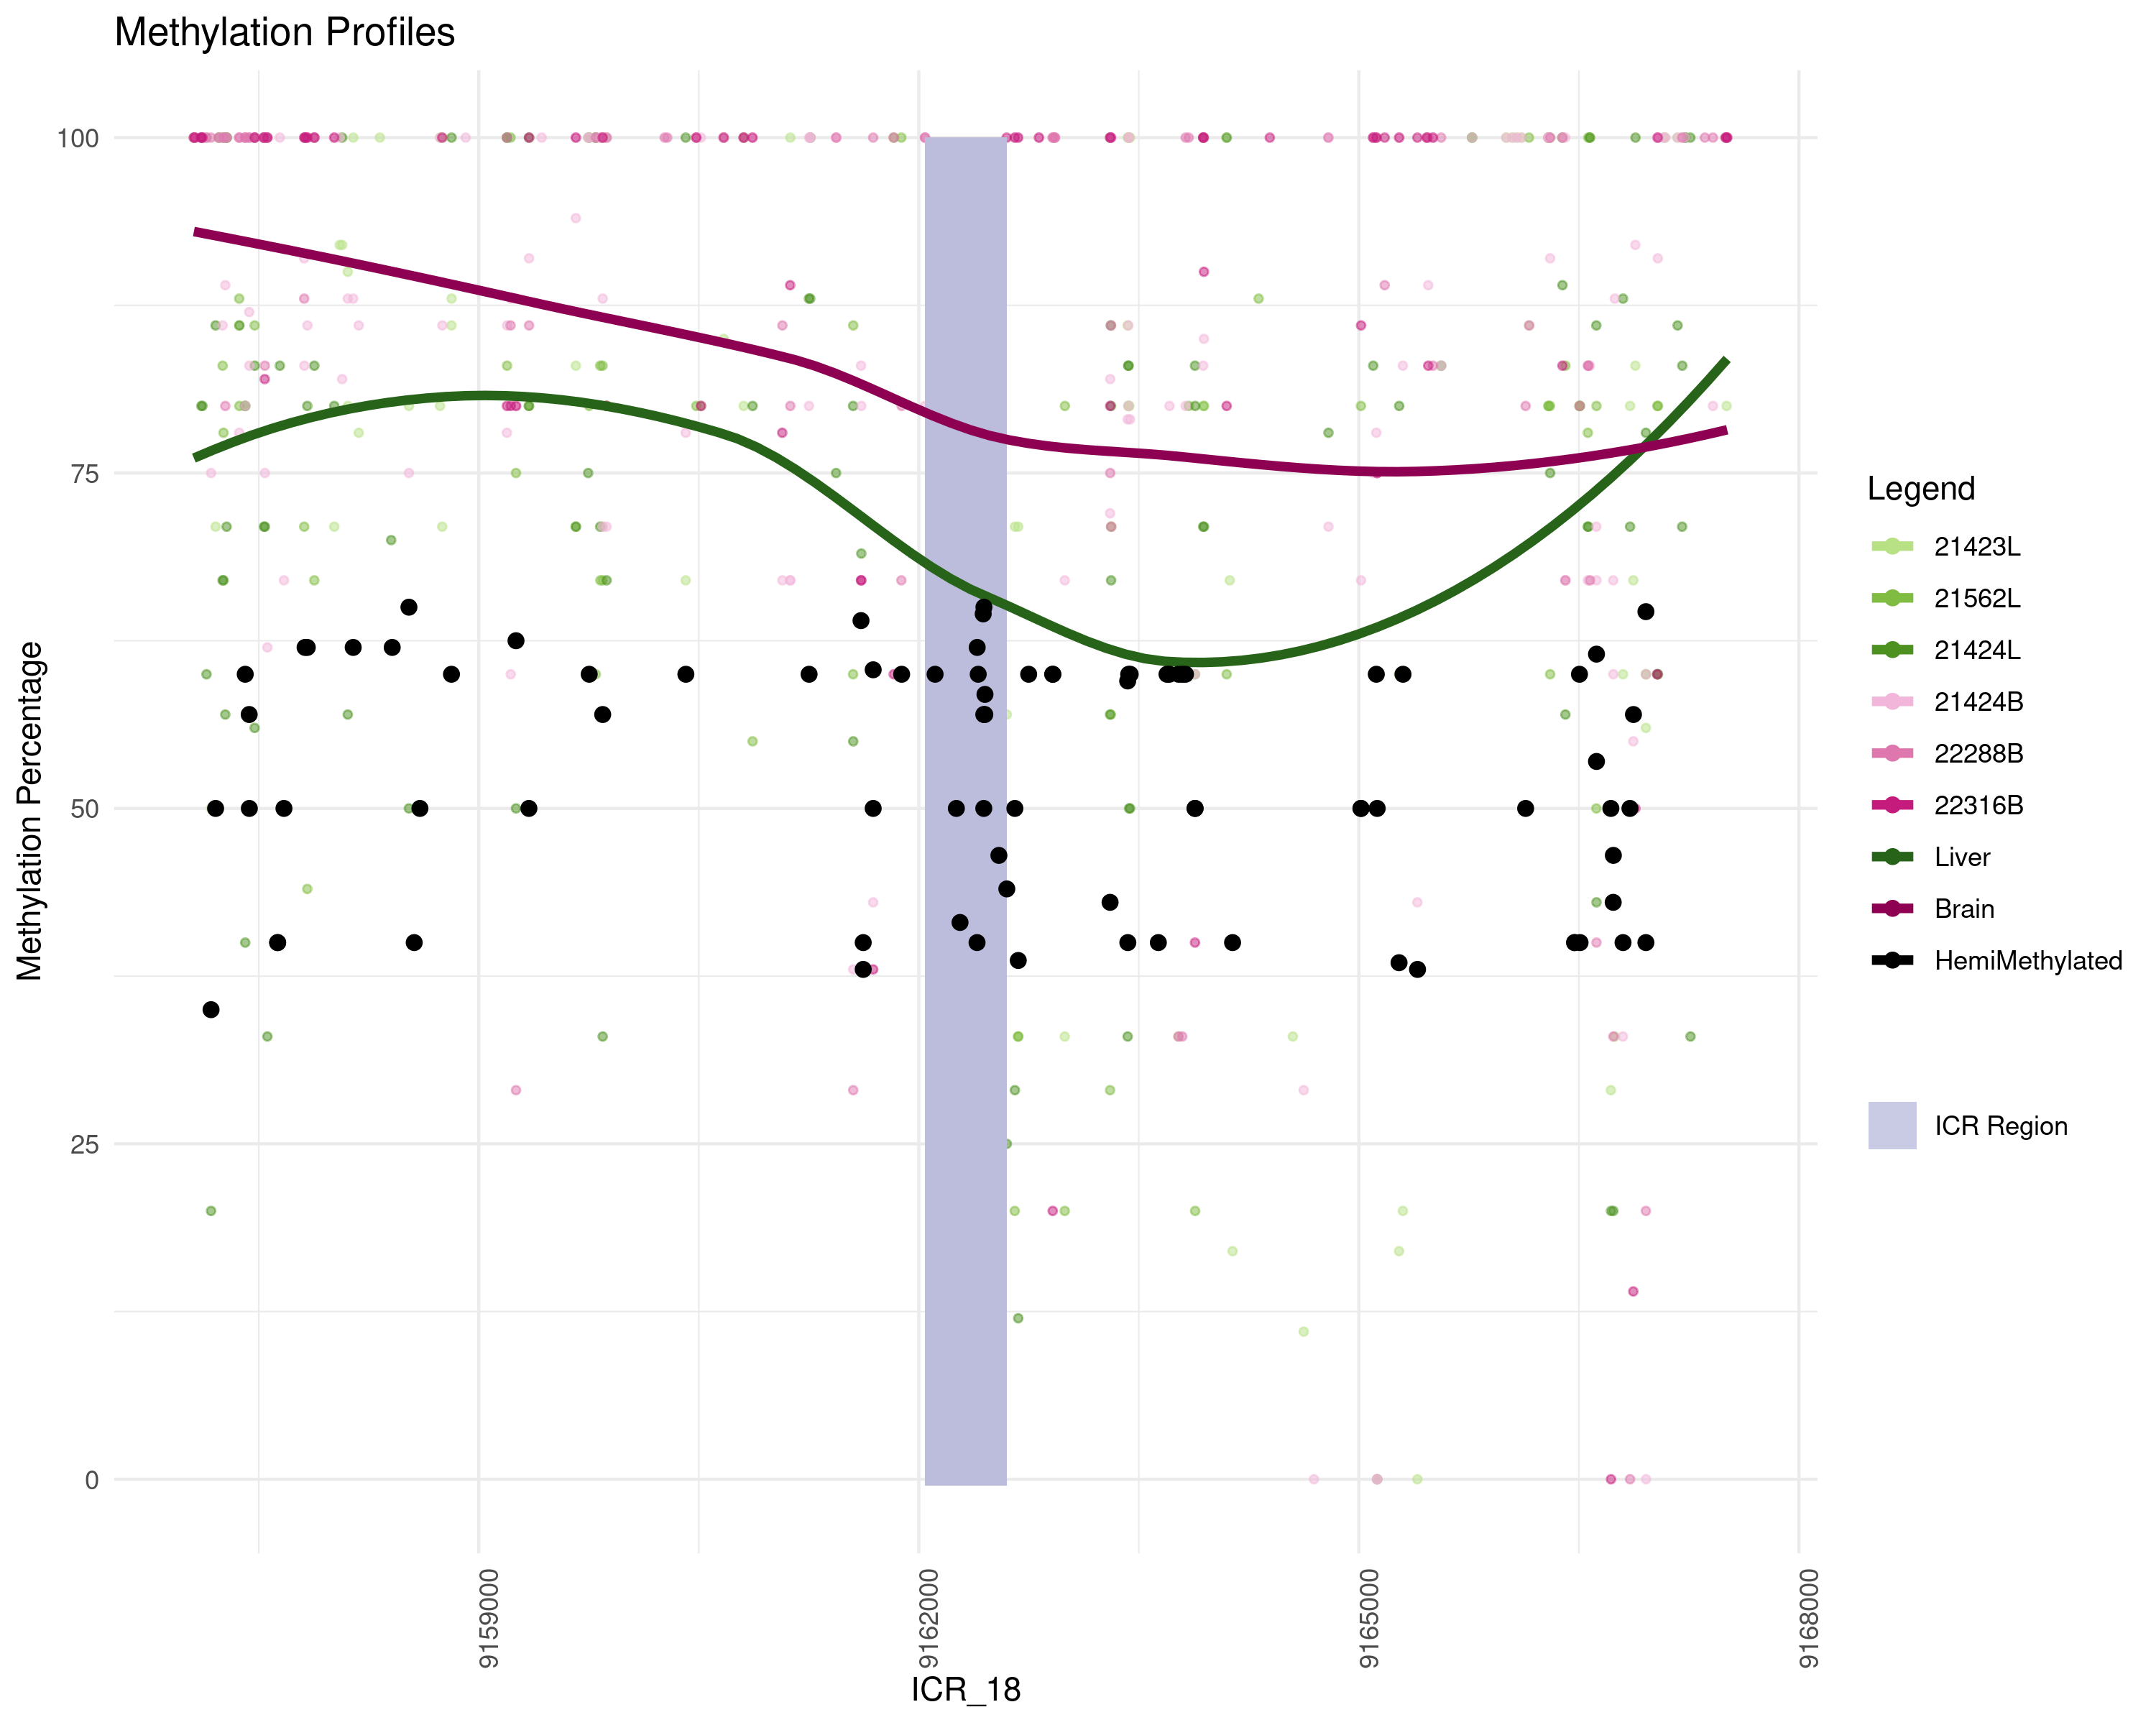 Methylation Profiles
Methylation Percentage
100
75
50
25
0
9159000
9162000
9165000
9168000
ICR_18
Legend
21423L
21562L
21424L
21424B
22288B
22316B
Liver
Brain
HemiMethylated
ICR Region